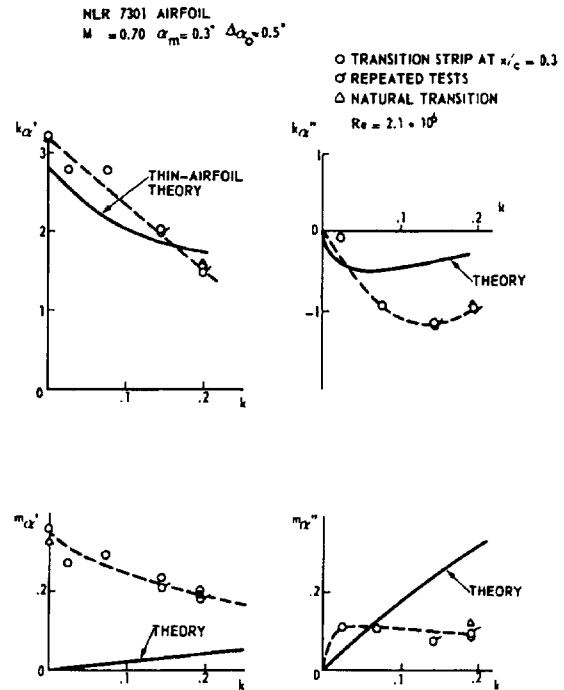 NLR 7301 AIRFOIL
M = 0.70 αm = 0.3° Δαo = 0.5°
○ TRANSITION STRIP AT x/c = 0.3
REPEATED TESTS
△ NATURAL TRANSITION
Re = 2.1 * 10⁶
kα'
3
2
1
0
.1
.2
k
THIN-AIRFOIL
THEORY
kα''
1
0
-1
.1
.2
k
THEORY
mα'
.2
0
.1
.2
k
THEORY
mα''
.2
0
.1
.2
k
THEORY